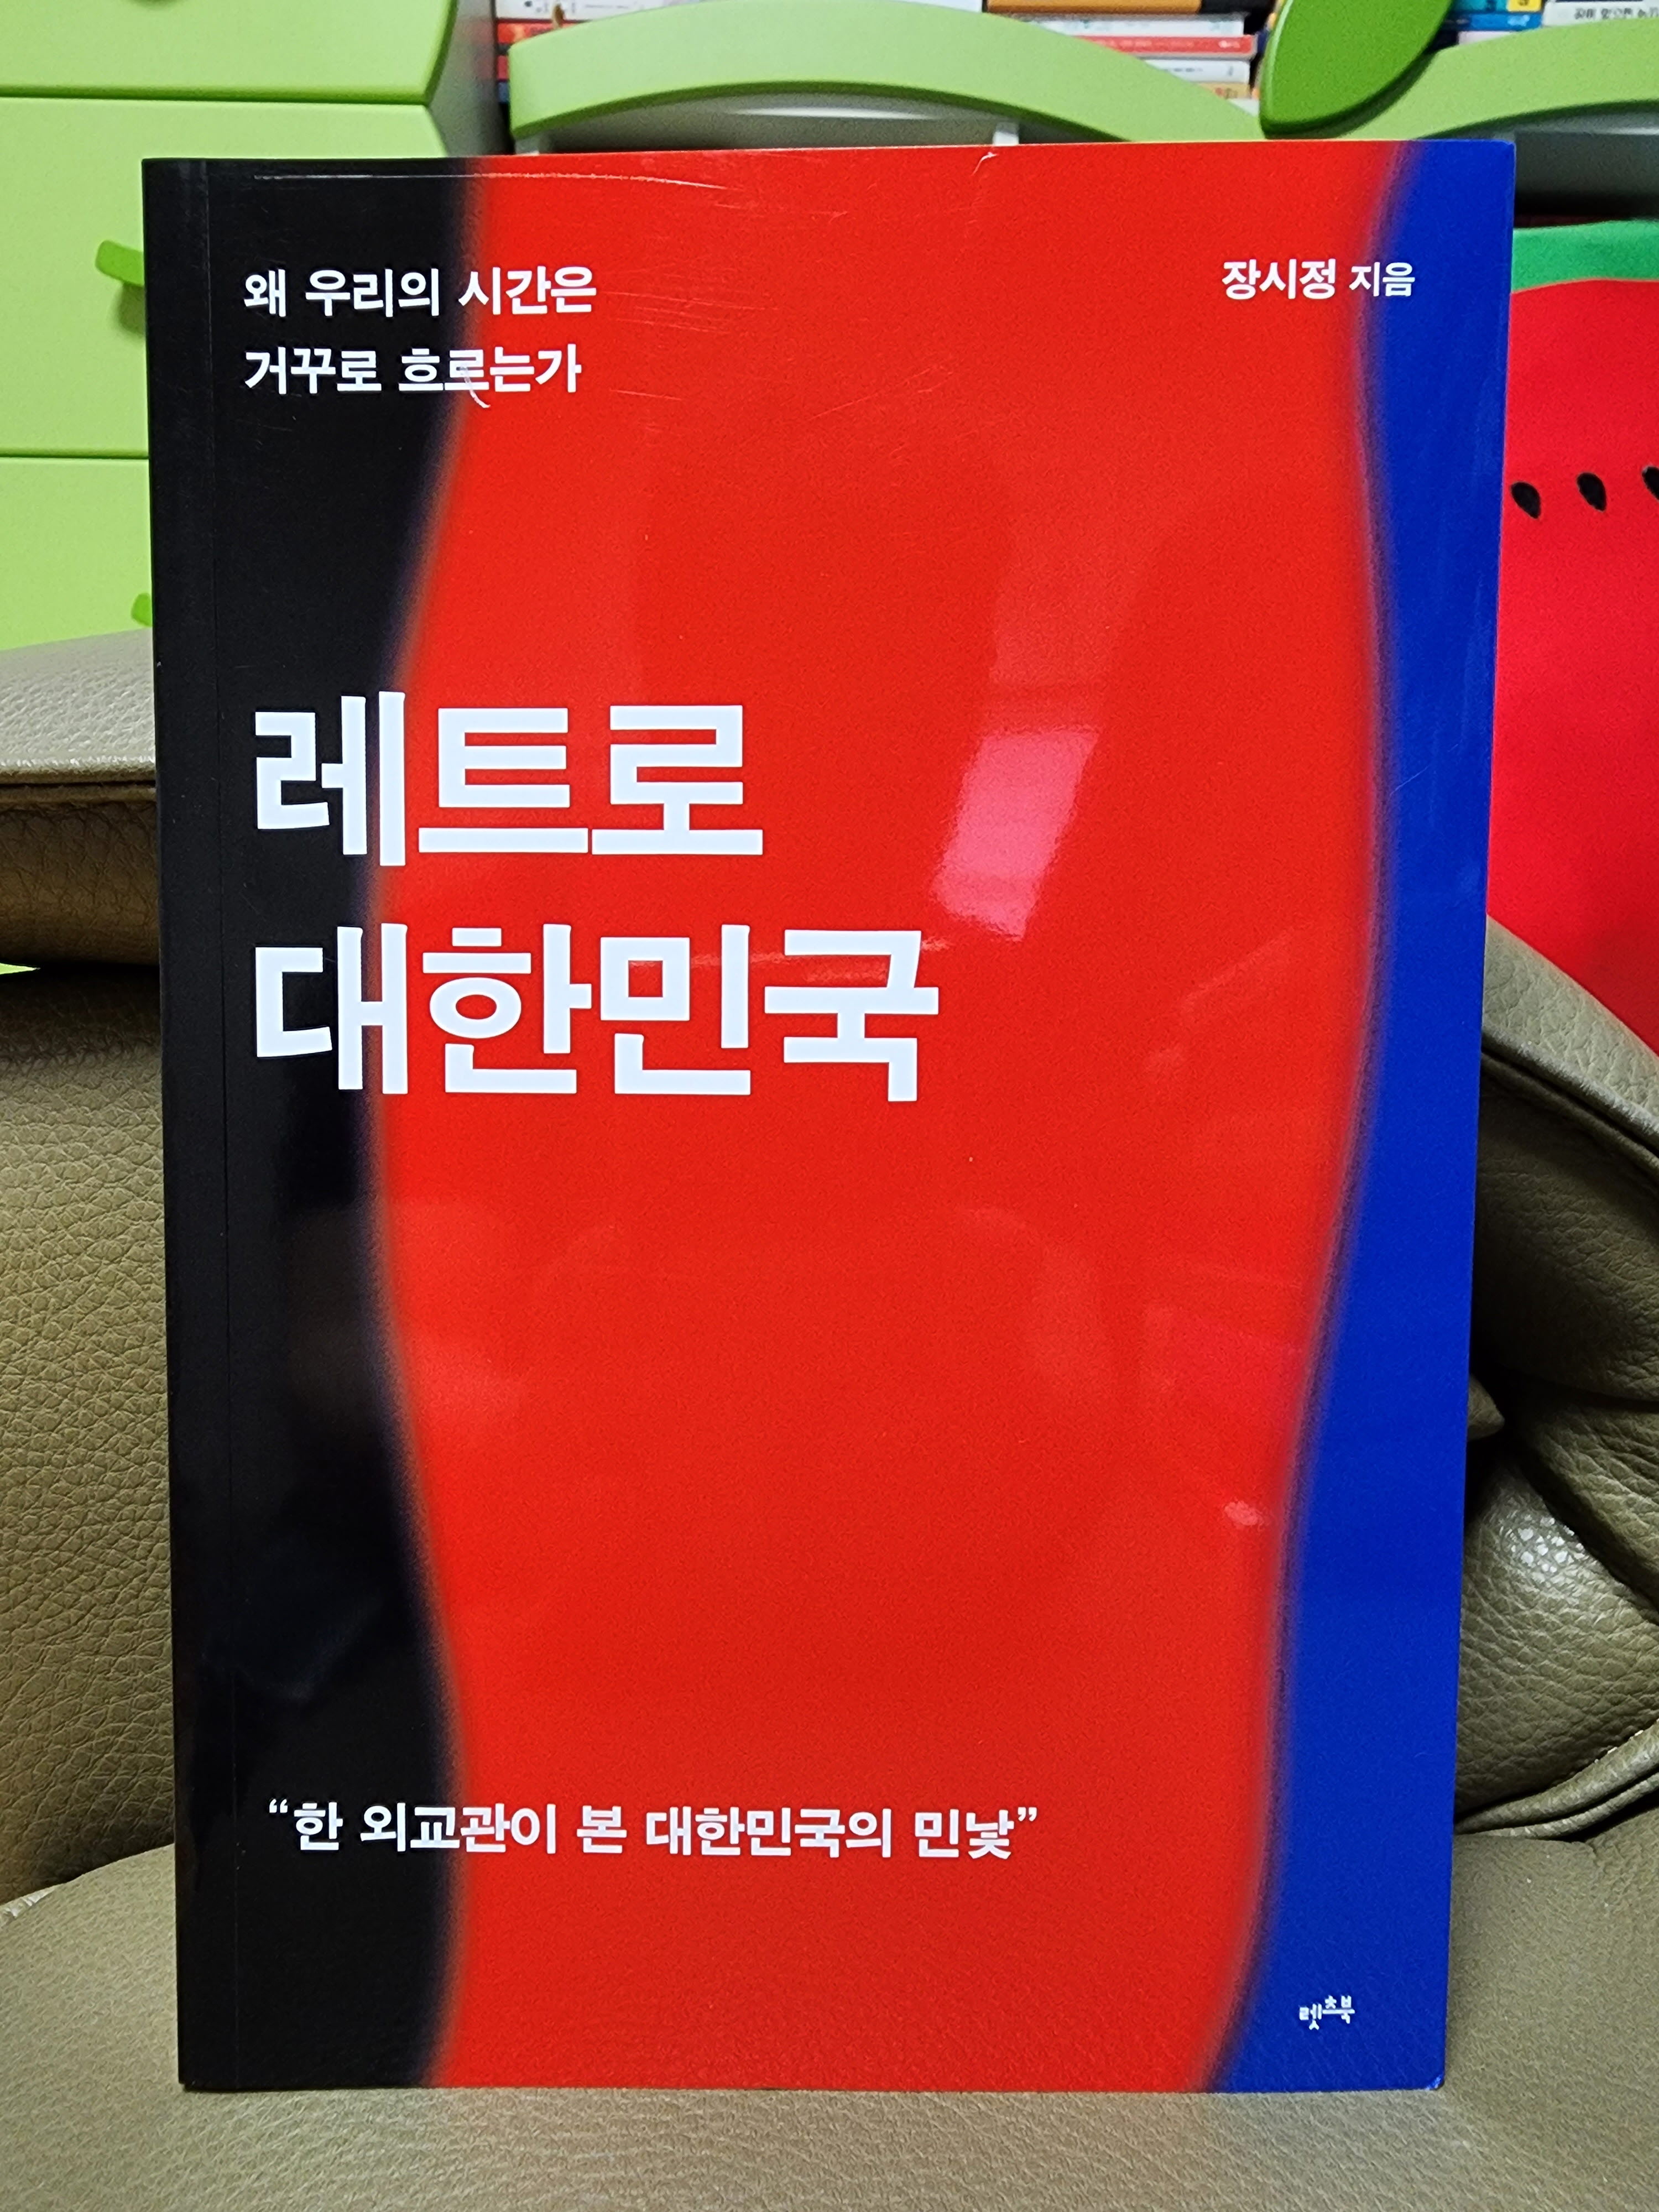 왜 우리의 시간은
거꾸로 흐르는가
장시정 지음
레트로
대한민국
“한 외교관이 본 대한민국의 민낯”
렛츠북